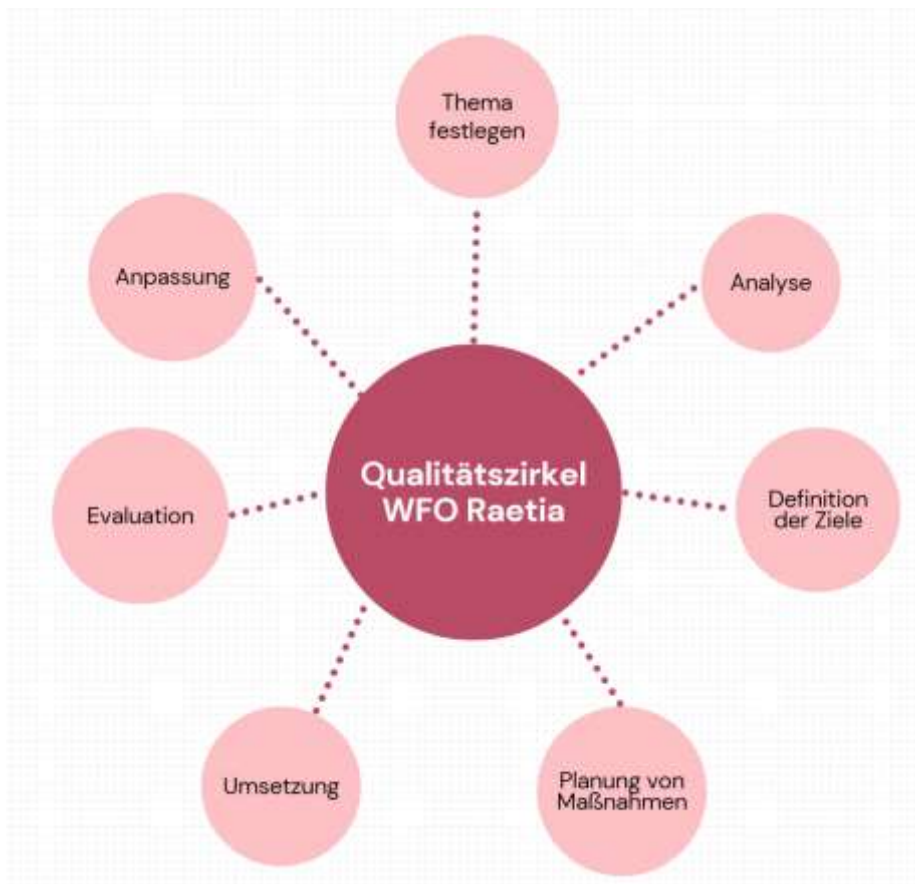 Thema
festlegen
Analyse
Anpassung
Qualitätszirkel
WFO Raetia
Definition
der Ziele
Evaluation
Planung von
Maßnahmen
Umsetzung